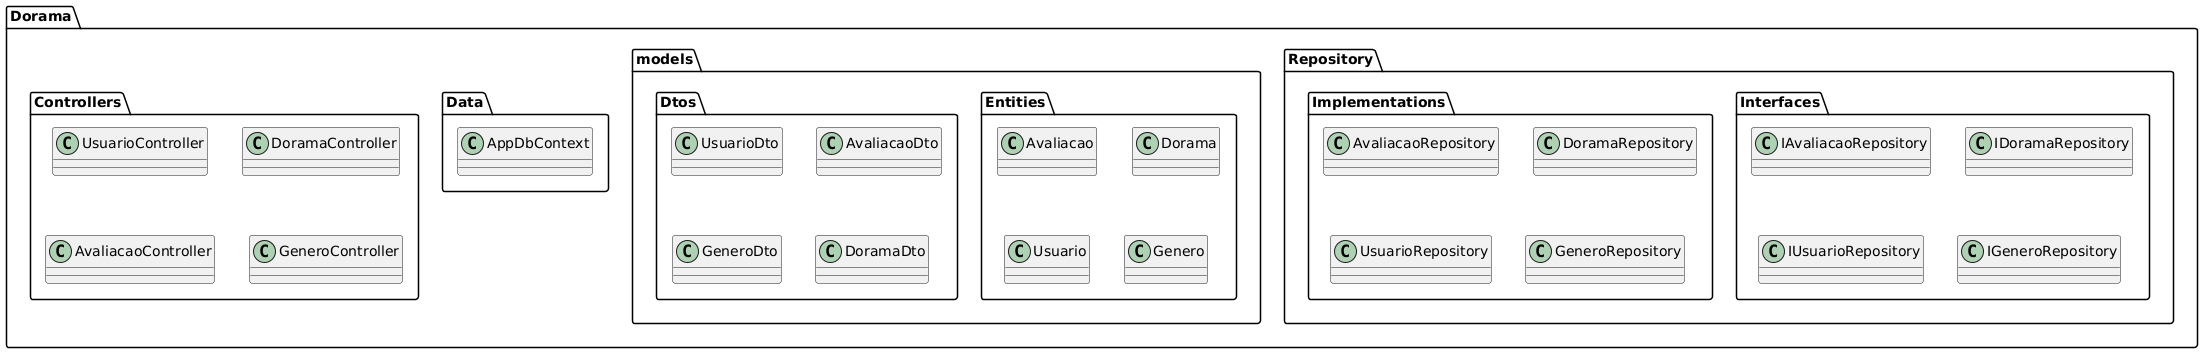 Dorama
Controllers
C UsuarioController
C DoramaController
C AvaliacaoController
C GeneroController
Data
C AppDbContext
models
Dtos
C UsuarioDto
C AvaliacaoDto
C GeneroDto
C DoramaDto
Entities
C Avaliacao
C Dorama
C Usuario
C Genero
Repository
Implementations
C AvaliacaoRepository
C DoramaRepository
C UsuarioRepository
C GeneroRepository
Interfaces
C IAvaliacaoRepository
C IDoramaRepository
C IUsuarioRepository
C IGeneroRepository